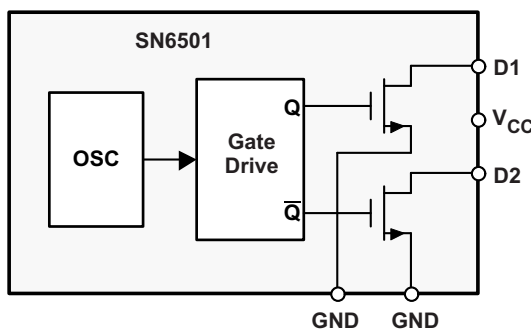 SN6501
D1
Q
V_CC
OSC
Gate
Drive
D2
Q̅
GND
GND